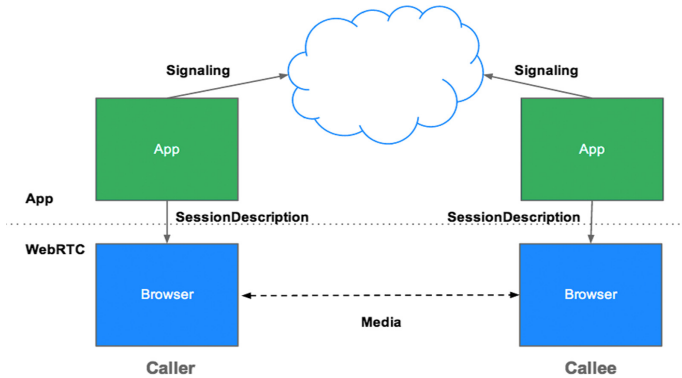 Signaling
Signaling
App
App
App
SessionDescription
SessionDescription
WebRTC
Browser
Browser
Media
Caller
Callee